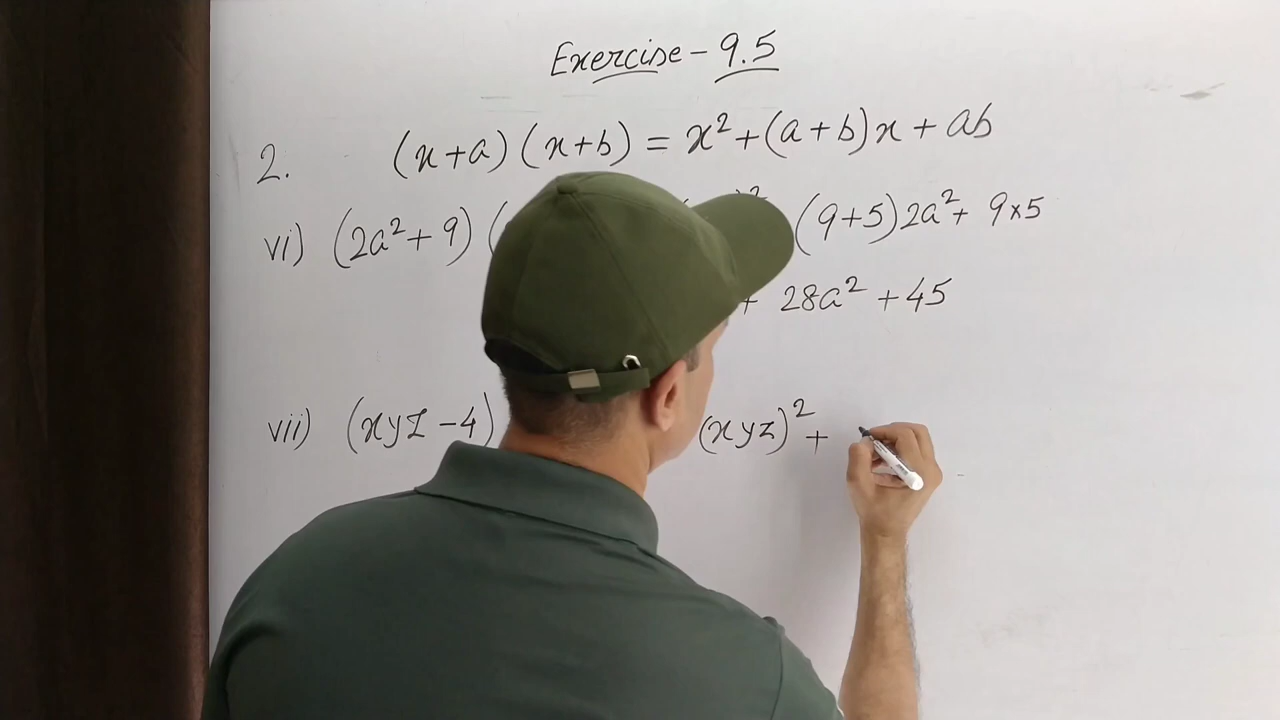 Exercise - 9.5
2. (x+a) (x+b) = x²+(a+b)x + ab
vi) (2a²+9) ( )² (9+5)2a²+ 9×5
+ 28a² + 45
vii) (xyz -4) (xyz)² +